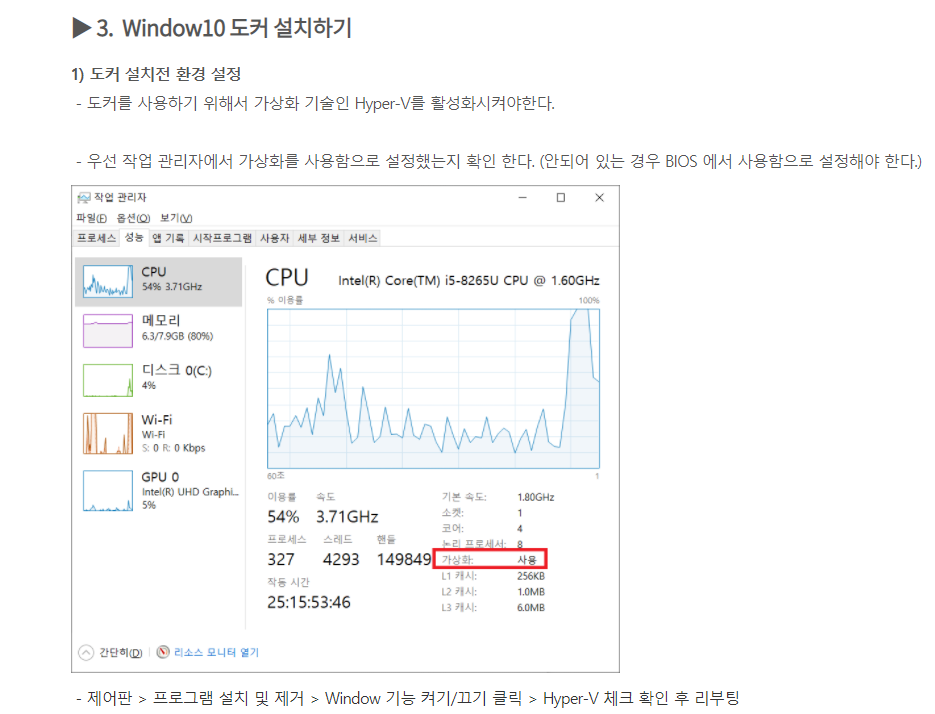 ▶ 3. Window10 도커 설치하기
1) 도커 설치전 환경 설정
- 도커를 사용하기 위해서 가상화 기술인 Hyper-V를 활성화시켜야한다.
- 우선 작업 관리자에서 가상화를 사용함으로 설정했는지 확인 한다. (안되어 있는 경우 BIOS 에서 사용함으로 설정해야 한다.)
작업 관리자
파일(F) 옵션(O) 보기(V)
프로세스 성능 앱 기록 시작프로그램 사용자 세부 정보 서비스
CPU
54% 3.71GHz
메모리
6.3/7.9GB (80%)
디스크 0(C:)
4%
Wi-Fi
Wi-Fi
S: 0 R: 0 Kbps
GPU 0
Intel(R) UHD Graphi...
5%
CPU Intel(R) Core(TM) i5-8265U CPU @ 1.60GHz
% 이용률 100%
60초 1
이용률 속도
54% 3.71GHz
프로세스 스레드 핸들
327 4293 149849
작동 시간
25:15:53:46
기본 속도: 1.80GHz
소켓: 1
코어: 4
논리 프로세서: 8
가상화: 사용
L1 캐시: 256KB
L2 캐시: 1.0MB
L3 캐시: 6.0MB
간단히(D) 리소스 모니터 열기
- 제어판 > 프로그램 설치 및 제거 > Window 기능 켜기/끄기 클릭 > Hyper-V 체크 확인 후 리부팅